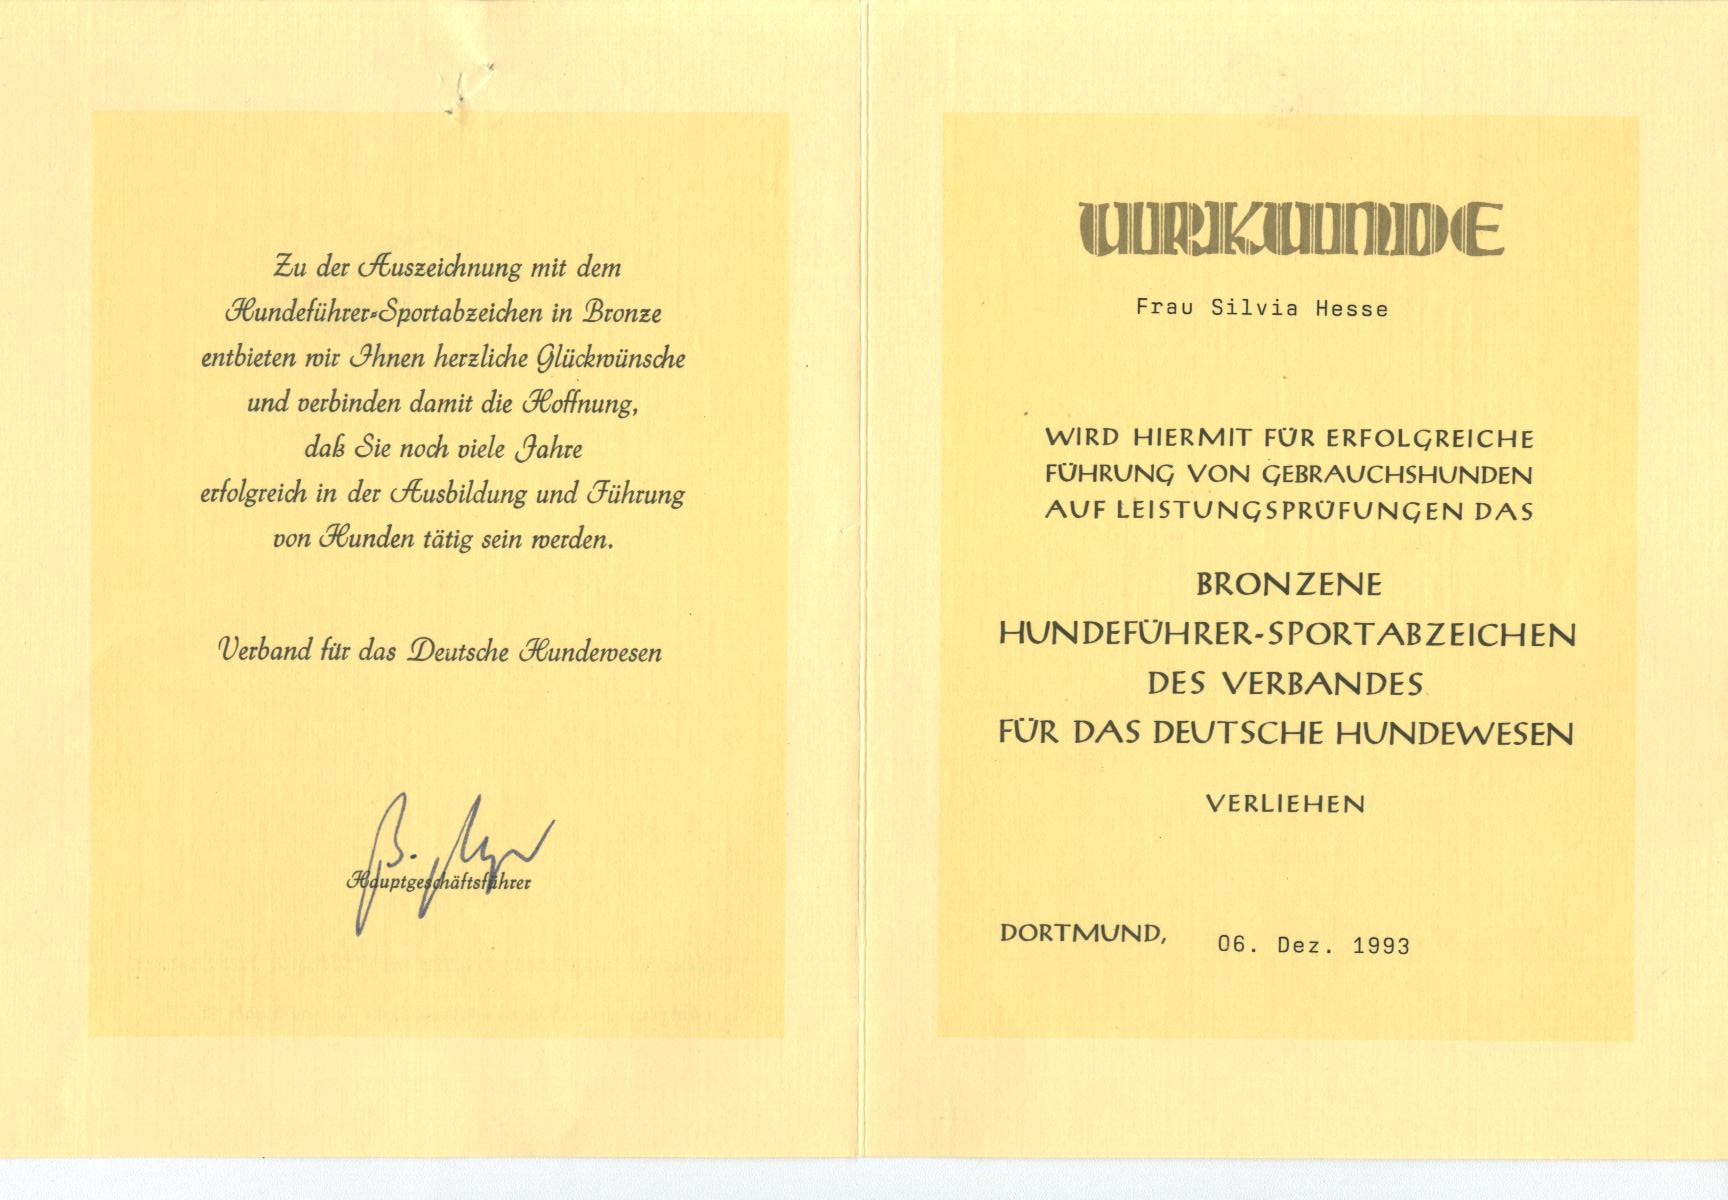 Zu der Auszeichnung mit dem
Hundeführer-Sportabzeichen in Bronze
entbieten wir Ihnen herzliche Glückwünsche
und verbinden damit die Hoffnung,
daß Sie noch viele Jahre
erfolgreich in der Ausbildung und Führung
von Hunden tätig sein werden.
Verband für das Deutsche Hundewesen
Hauptgeschäftsführer
URKUNDE
Frau Silvia Hesse
WIRD HIERMIT FÜR ERFOLGREICHE
FÜHRUNG VON GEBRAUCHSHUNDEN
AUF LEISTUNGSPRÜFUNGEN DAS
BRONZENE
HUNDEFÜHRER-SPORTABZEICHEN
DES VERBANDES
FÜR DAS DEUTSCHE HUNDEWESEN
VERLIEHEN
DORTMUND, 06. Dez. 1993